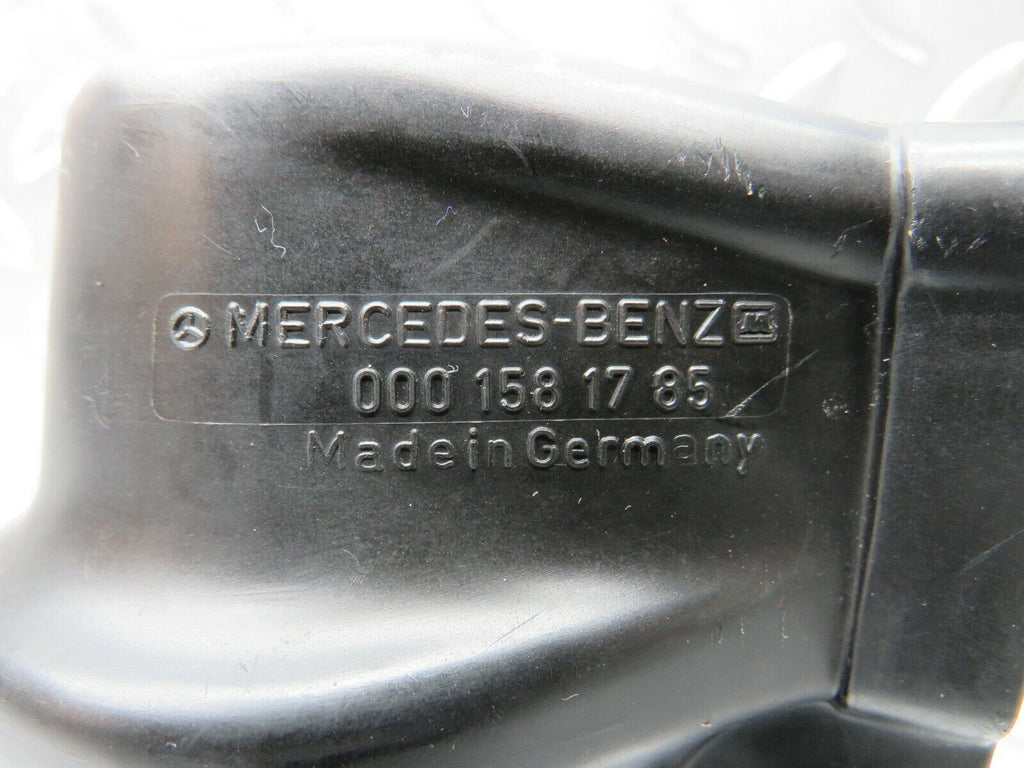 MERCEDES-BENZ M
000 158 17 85
Made in Germany